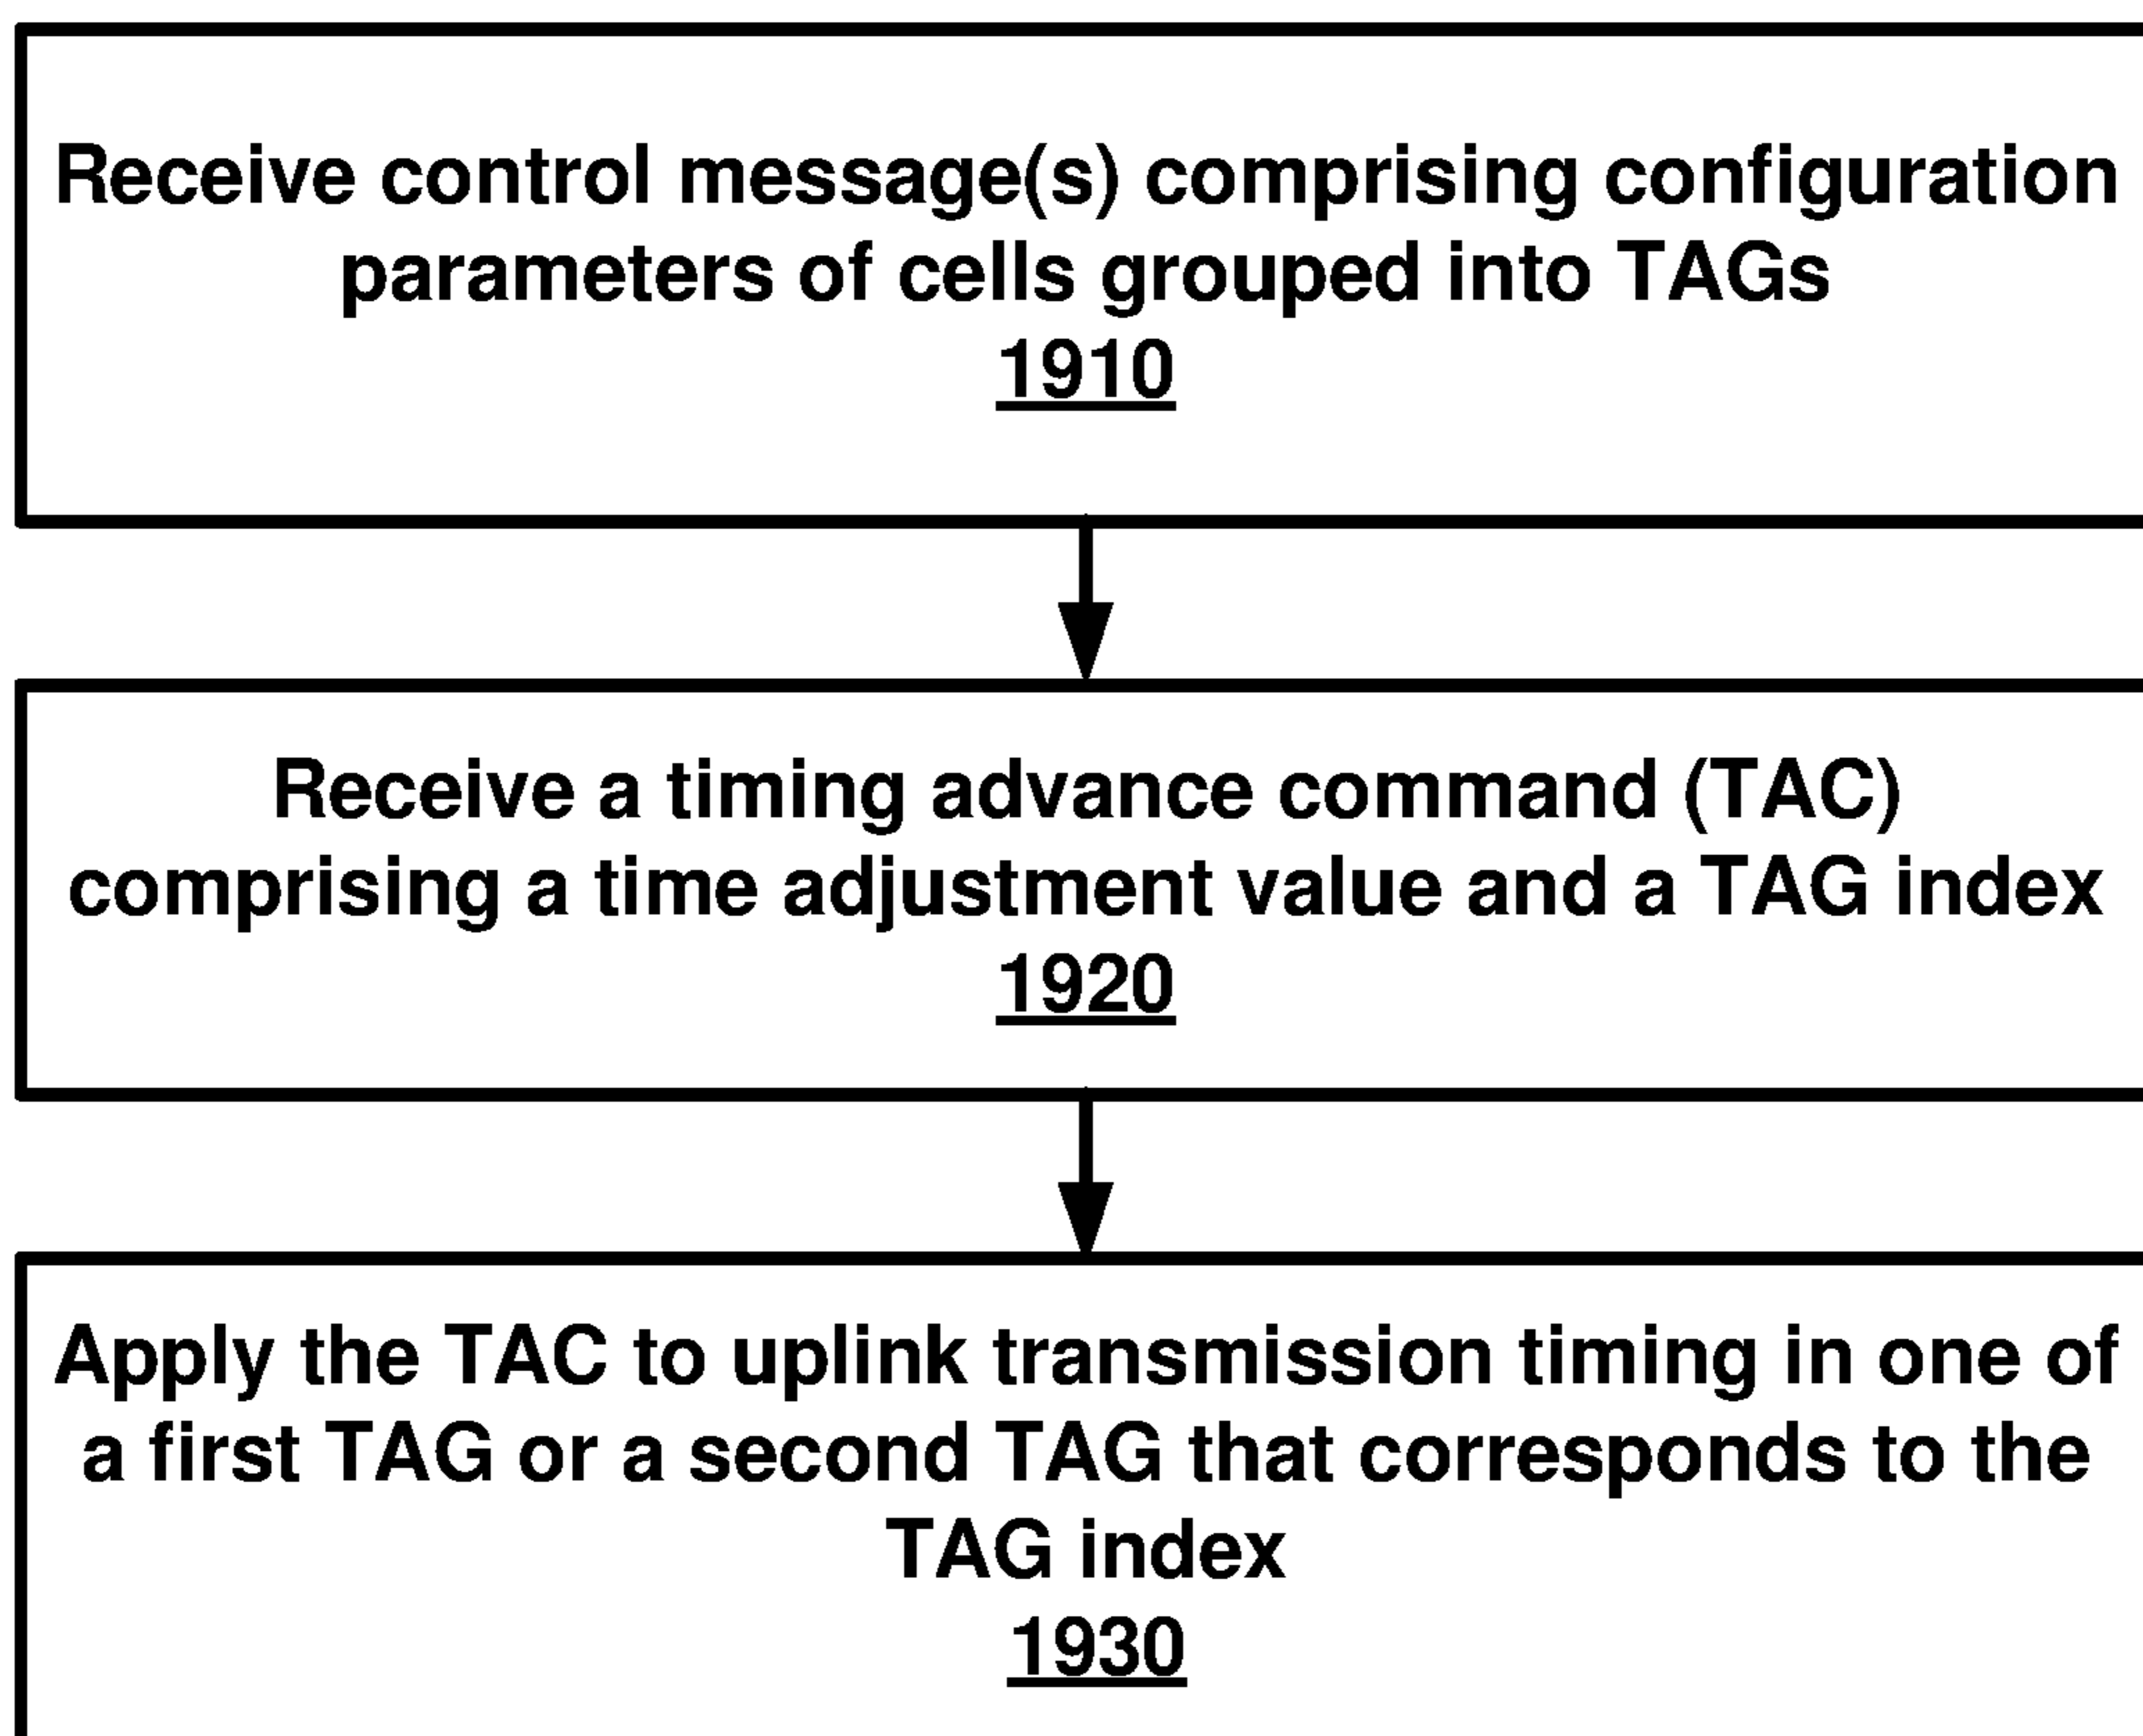 Receive control message(s) comprising configuration
parameters of cells grouped into TAGs
1910
Receive a timing advance command (TAC)
comprising a time adjustment value and a TAG index
1920
Apply the TAC to uplink transmission timing in one of
a first TAG or a second TAG that corresponds to the
TAG index
1930